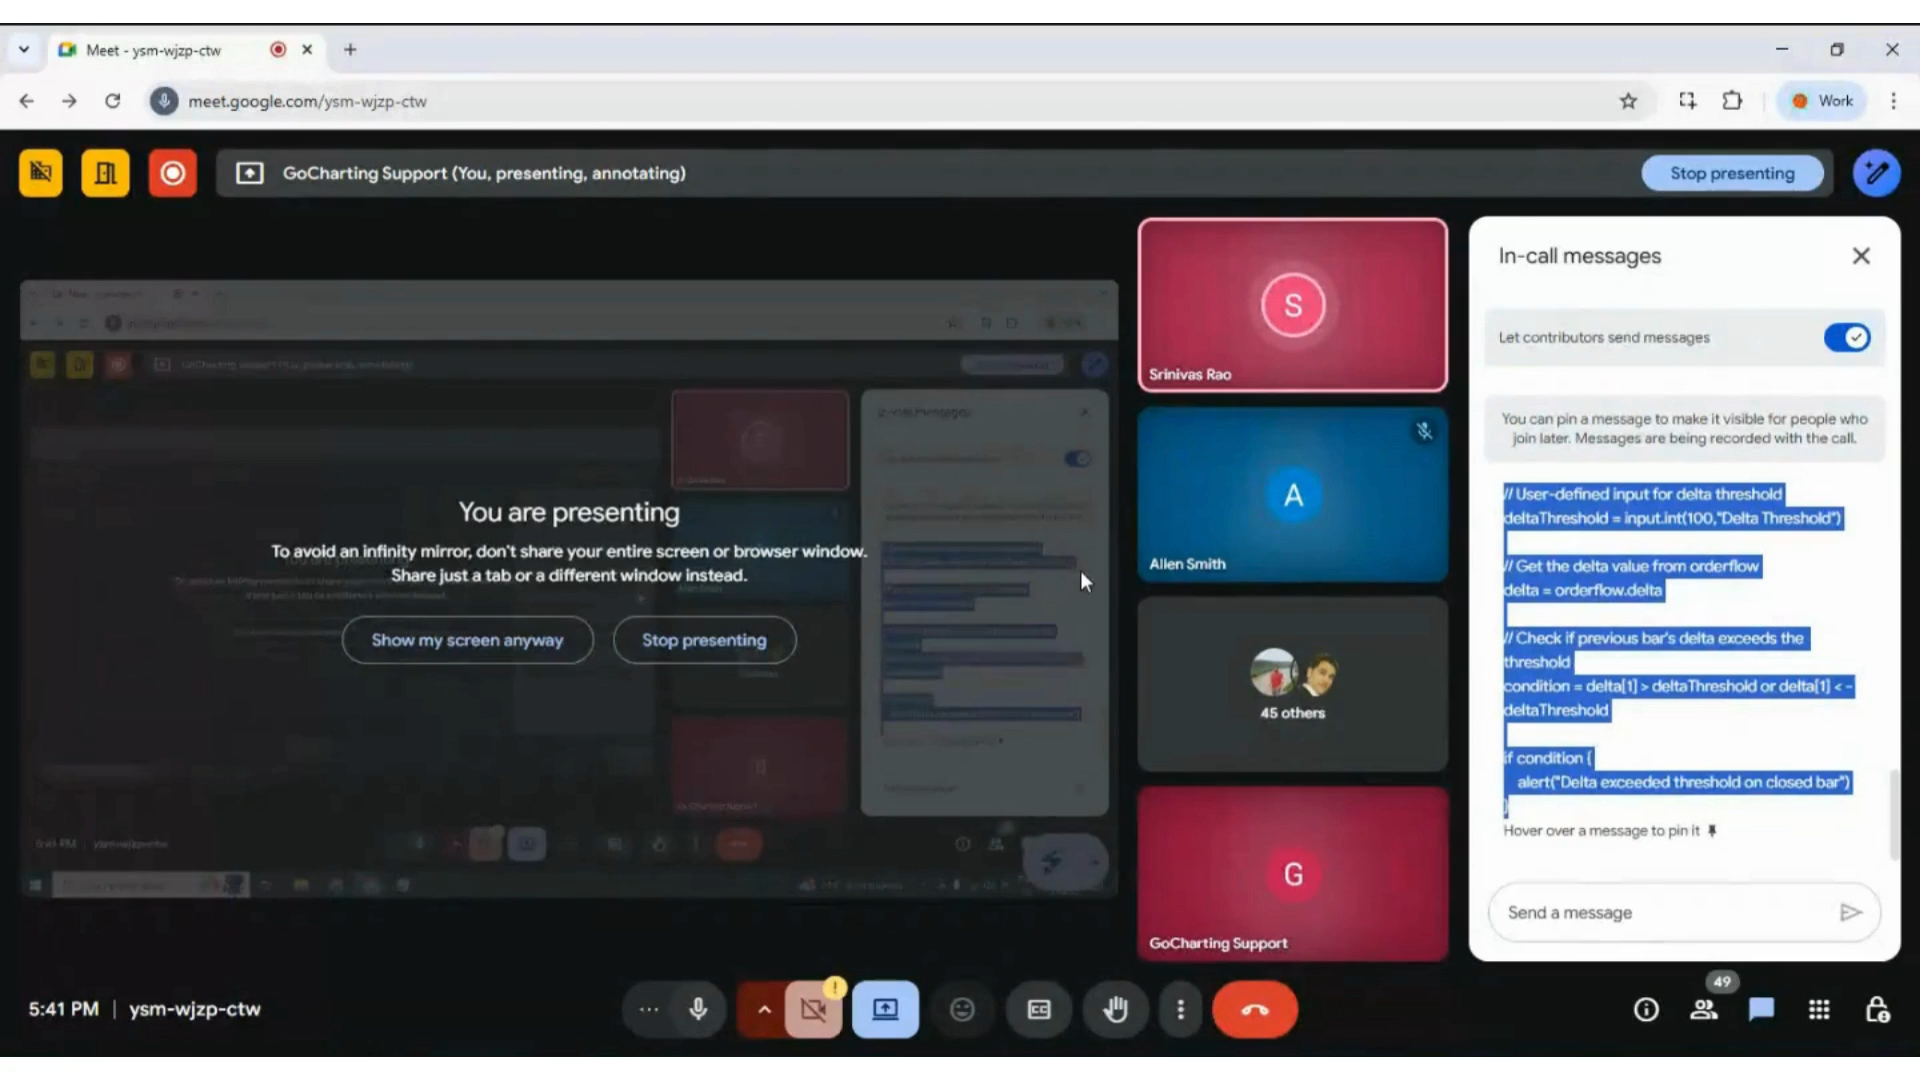 Meet - ysm-wjzp-ctw
meet.google.com/ysm-wjzp-ctw
Work
GoCharting Support (You, presenting, annotating)
Stop presenting
You are presenting
To avoid an infinity mirror, don't share your entire screen or browser window.
Share just a tab or a different window instead.
Show my screen anyway
Stop presenting
S
Srinivas Rao
A
Allen Smith
45 others
G
GoCharting Support
In-call messages
Let contributors send messages
You can pin a message to make it visible for people who
join later. Messages are being recorded with the call.
// User-defined input for delta threshold
deltaThreshold = input.int(100,"Delta Threshold")
// Get the delta value from orderflow
delta = orderflow.delta
// Check if previous bar's delta exceeds the
threshold
condition = delta[1] > deltaThreshold or delta[1] < -
deltaThreshold
if condition {
alert("Delta exceeded threshold on closed bar")
}
Hover over a message to pin it
Send a message
5:41 PM | ysm-wjzp-ctw
CC
49